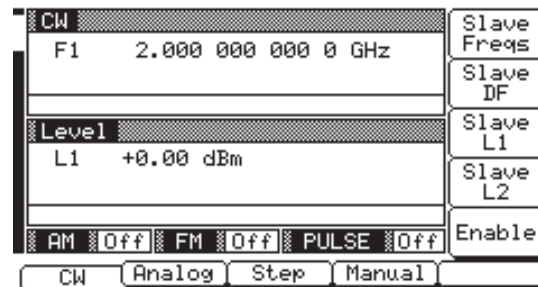 CW
F1 2.000 000 000 0 GHz
Level
L1 +0.00 dBm
AM Off FM Off PULSE Off
CW Analog Step Manual
Slave
Freqs
Slave
DF
Slave
L1
Slave
L2
Enable